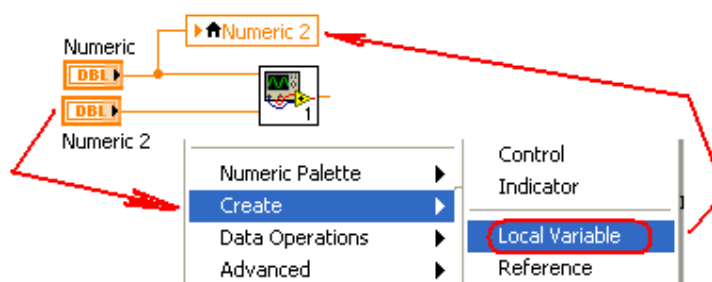 Numeric 2
Numeric
DBL
DBL
1
Numeric 2
Numeric Palette
Create
Data Operations
Advanced
Control
Indicator
Local Variable
Reference